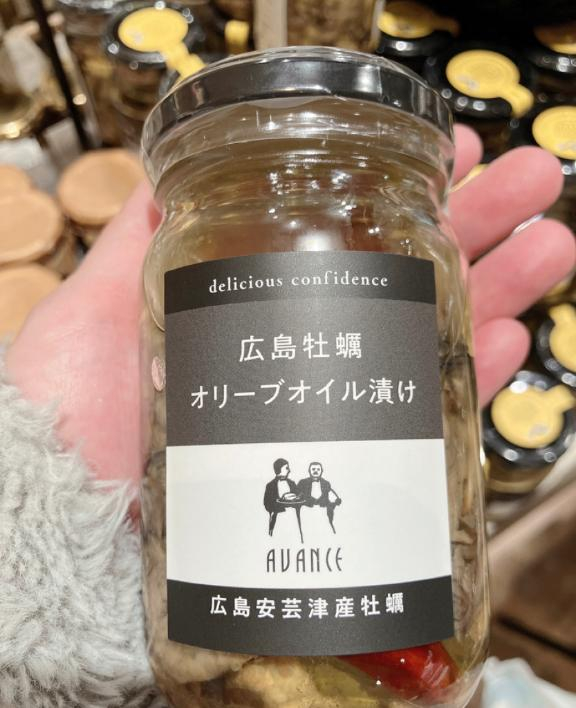 delicious confidence
広島牡蠣
オリーブオイル漬け
AVANCE
広島安芸津産牡蠣